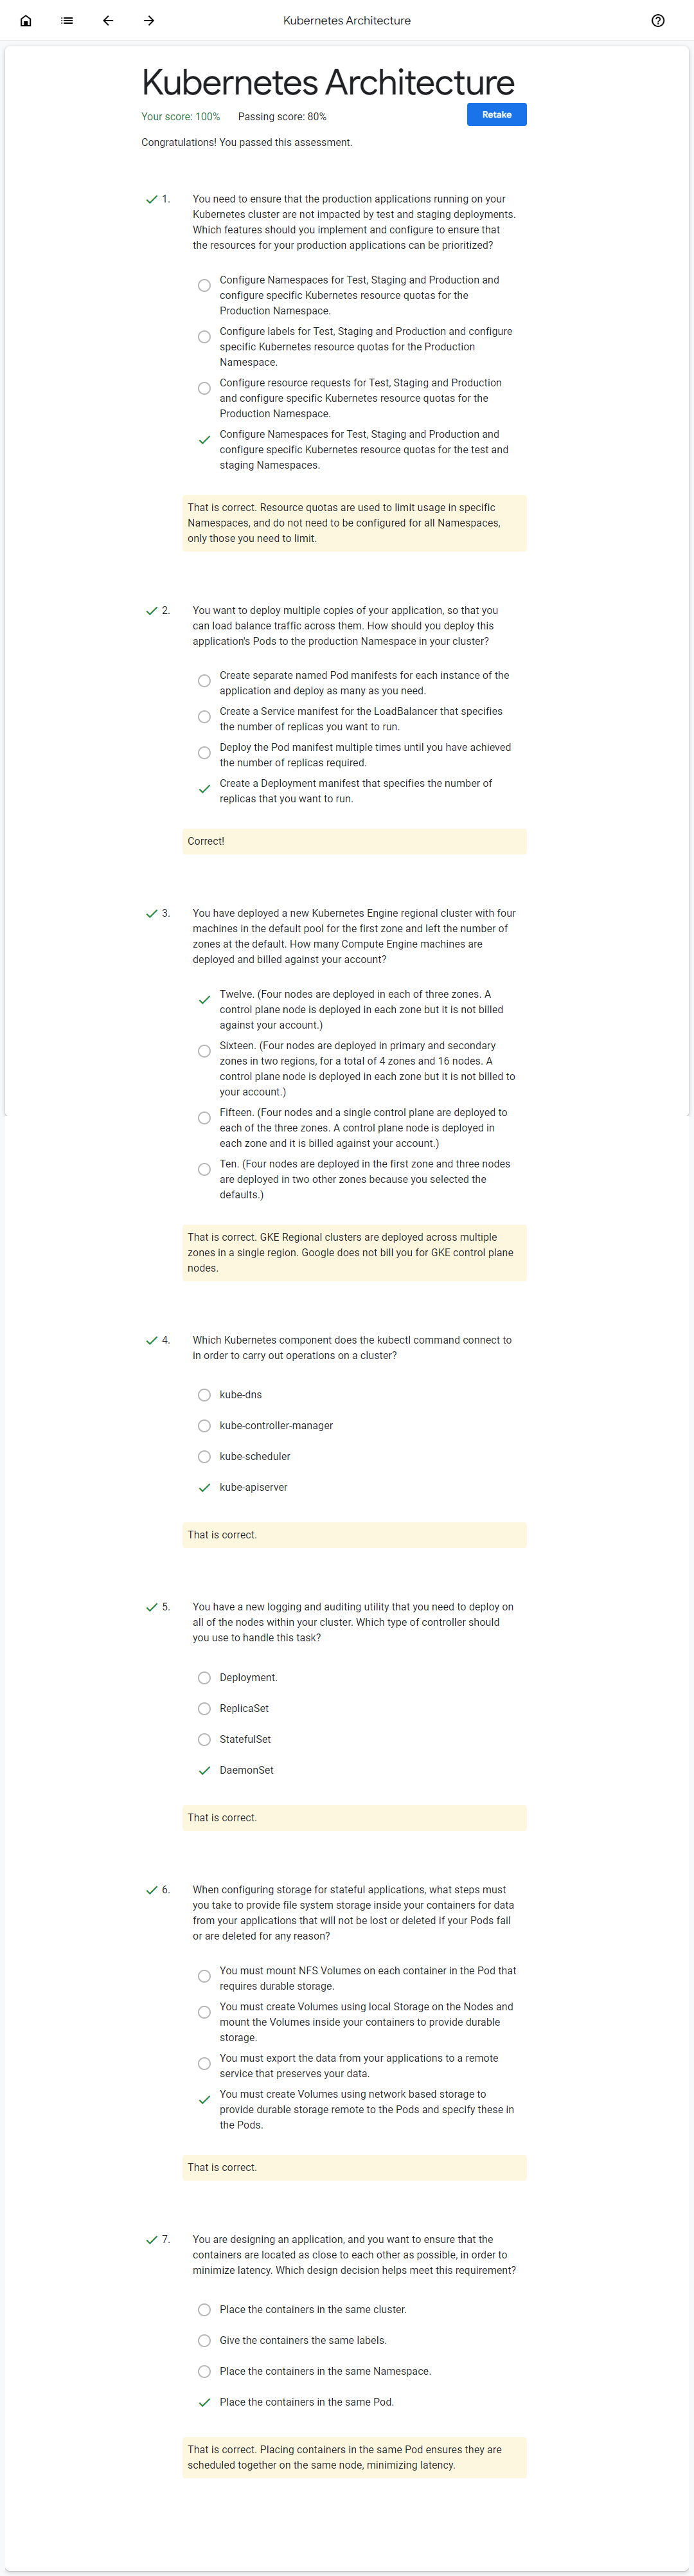 Kubernetes Architecture
Kubernetes Architecture
Your score: 100% Passing score: 80%
Retake
Congratulations! You passed this assessment.
1. You need to ensure that the production applications running on your
Kubernetes cluster are not impacted by test and staging deployments.
Which features should you implement and configure to ensure that
the resources for your production applications can be prioritized?
Configure Namespaces for Test, Staging and Production and
configure specific Kubernetes resource quotas for the
Production Namespace.
Configure labels for Test, Staging and Production and configure
specific Kubernetes resource quotas for the Production
Namespace.
Configure resource requests for Test, Staging and Production
and configure specific Kubernetes resource quotas for the
Production Namespace.
Configure Namespaces for Test, Staging and Production and
configure specific Kubernetes resource quotas for the test and
staging Namespaces.
That is correct. Resource quotas are used to limit usage in specific
Namespaces, and do not need to be configured for all Namespaces,
only those you need to limit.
2. You want to deploy multiple copies of your application, so that you
can load balance traffic across them. How should you deploy this
application's Pods to the production Namespace in your cluster?
Create separate named Pod manifests for each instance of the
application and deploy as many as you need.
Create a Service manifest for the LoadBalancer that specifies
the number of replicas you want to run.
Deploy the Pod manifest multiple times until you have achieved
the number of replicas required.
Create a Deployment manifest that specifies the number of
replicas that you want to run.
Correct!
3. You have deployed a new Kubernetes Engine regional cluster with four
machines in the default pool for the first zone and left the number of
zones at the default. How many Compute Engine machines are
deployed and billed against your account?
Twelve. (Four nodes are deployed in each of three zones. A
control plane node is deployed in each zone but it is not billed
against your account.)
Sixteen. (Four nodes are deployed in primary and secondary
zones in two regions, for a total of 4 zones and 16 nodes. A
control plane node is deployed in each zone but it is not billed to
your account.)
Fifteen. (Four nodes and a single control plane are deployed to
each of the three zones. A control plane node is deployed in
each zone and it is billed against your account.)
Ten. (Four nodes are deployed in the first zone and three nodes
are deployed in two other zones because you selected the
defaults.)
That is correct. GKE Regional clusters are deployed across multiple
zones in a single region. Google does not bill you for GKE control plane
nodes.
4. Which Kubernetes component does the kubectl command connect to
in order to carry out operations on a cluster?
kube-dns
kube-controller-manager
kube-scheduler
kube-apiserver
That is correct.
5. You have a new logging and auditing utility that you need to deploy on
all of the nodes within your cluster. Which type of controller should
you use to handle this task?
Deployment.
ReplicaSet
StatefulSet
DaemonSet
That is correct.
6. When configuring storage for stateful applications, what steps must
you take to provide file system storage inside your containers for data
from your applications that will not be lost or deleted if your Pods fail
or are deleted for any reason?
You must mount NFS Volumes on each container in the Pod that
requires durable storage.
You must create Volumes using local Storage on the Nodes and
mount the Volumes inside your containers to provide durable
storage.
You must export the data from your applications to a remote
service that preserves your data.
You must create Volumes using network based storage to
provide durable storage remote to the Pods and specify these in
the Pods.
That is correct.
7. You are designing an application, and you want to ensure that the
containers are located as close to each other as possible, in order to
minimize latency. Which design decision helps meet this requirement?
Place the containers in the same cluster.
Give the containers the same labels.
Place the containers in the same Namespace.
Place the containers in the same Pod.
That is correct. Placing containers in the same Pod ensures they are
scheduled together on the same node, minimizing latency.